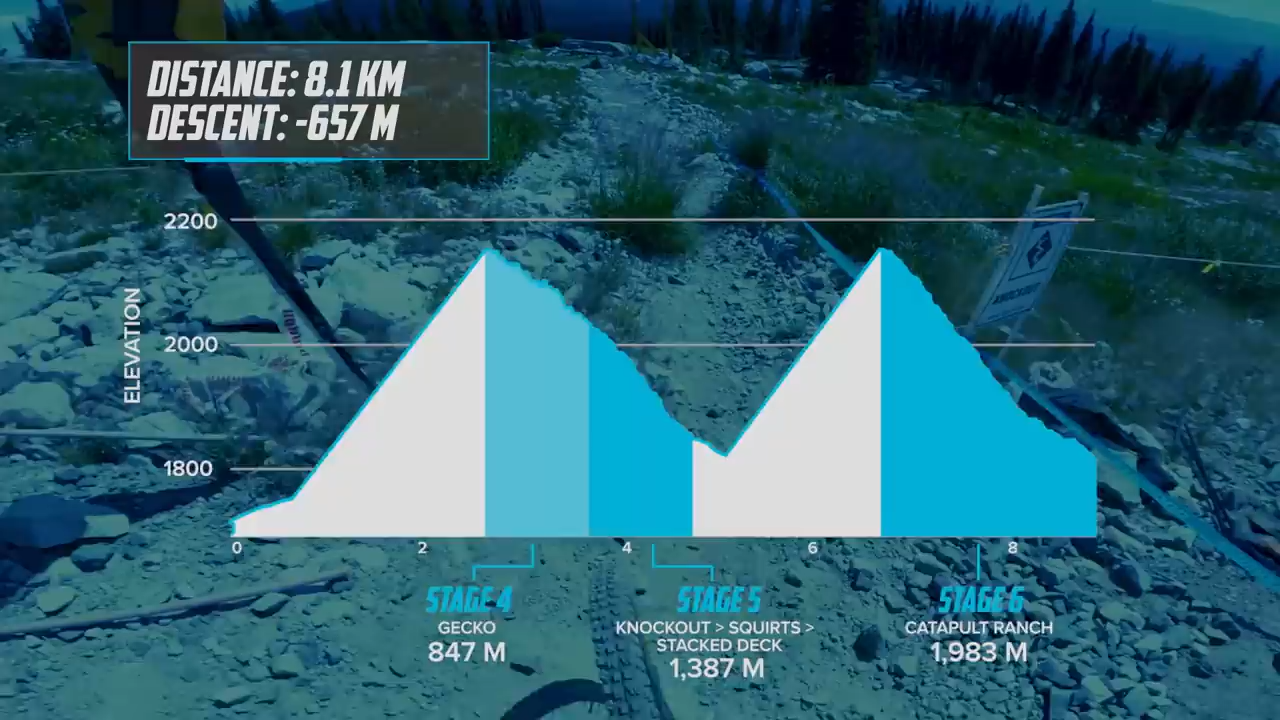 DISTANCE: 8.1 KM
DESCENT: -657 M
2200
2000
1800
ELEVATION
0 2 4 6 8
STAGE 4
GECKO
847 M
STAGE 5
KNOCKOUT > SQUIRTS >
STACKED DECK
1,387 M
STAGE 6
CATAPULT RANCH
1,983 M
KNOCKOUT